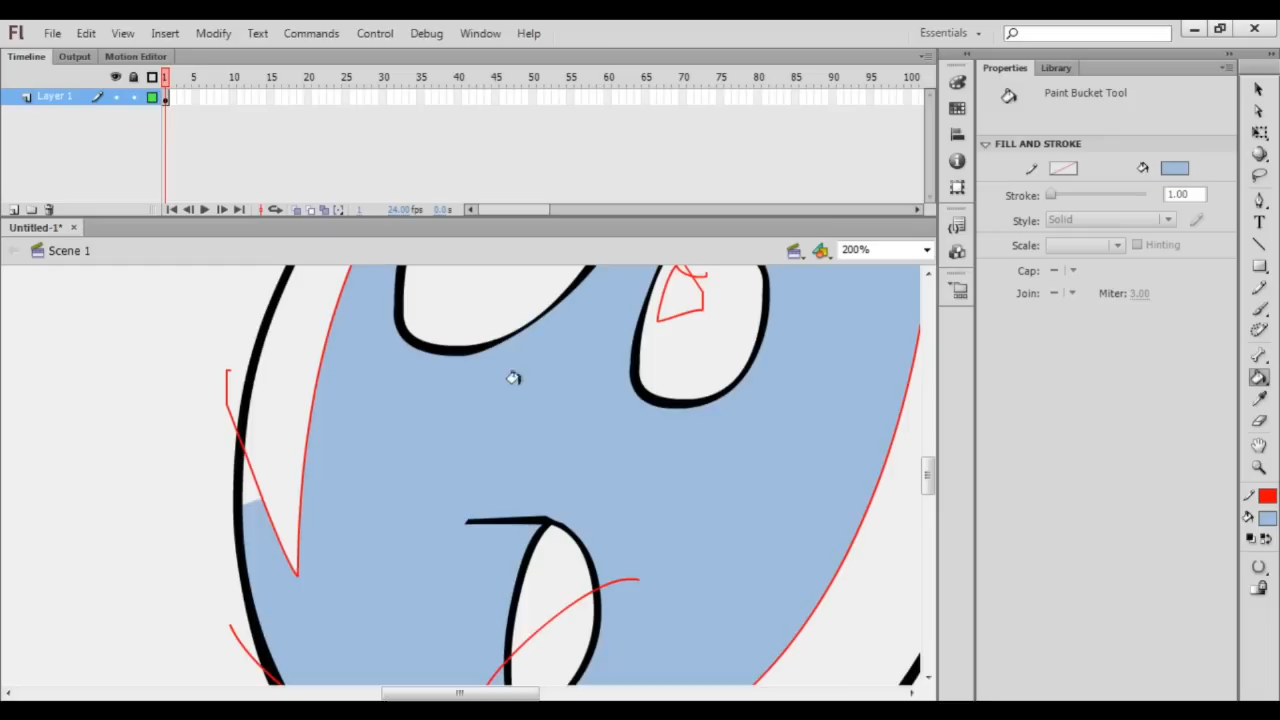 Fl File Edit View Insert Modify Text Commands Control Debug Window Help Essentials
Timeline Output Motion Editor
1 5 10 15 20 25 30 35 40 45 50 55 60 65 70 75 80 85 90 95 100
Layer 1
1 24.00 fps 0.0 s
Untitled-1*
Scene 1
200%
Properties Library
Paint Bucket Tool
FILL AND STROKE
Stroke: 1.00
Style: Solid
Scale: Hinting
Cap:
Join: Miter: 3.00
T